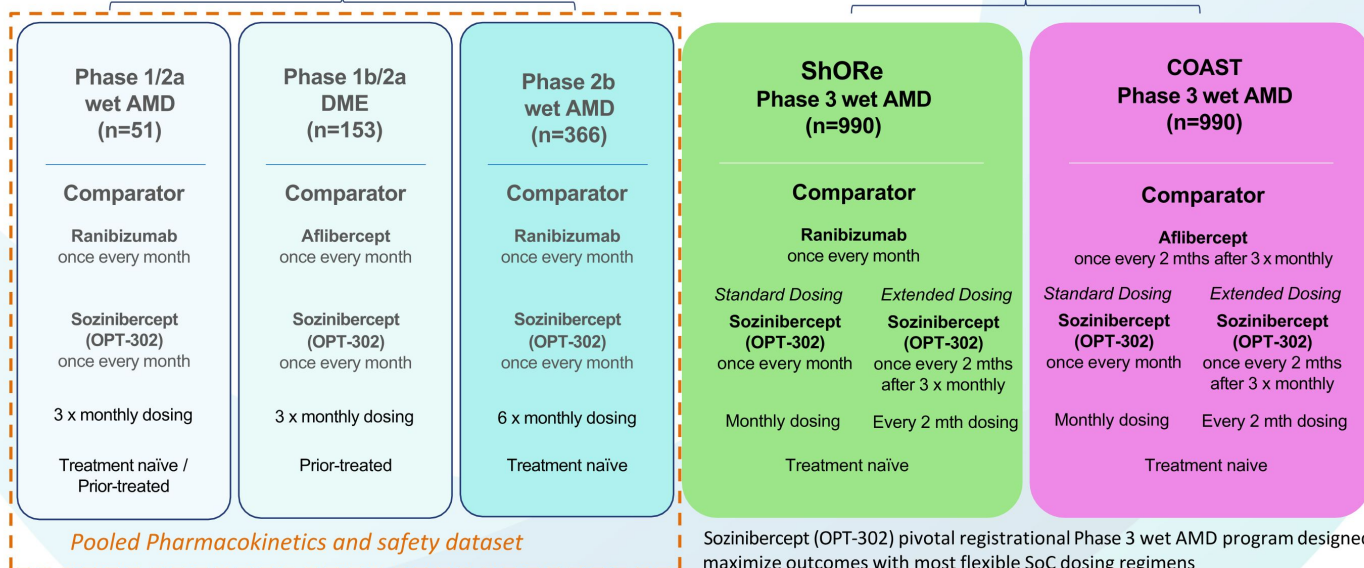 Phase 1/2a
wet AMD
(n=51)
Comparator
Ranibizumab
once every month
Sozinibercept
(OPT-302)
once every month
3 x monthly dosing
Treatment naïve /
Prior-treated
Phase 1b/2a
DME
(n=153)
Comparator
Aflibercept
once every month
Sozinibercept
(OPT-302)
once every month
3 x monthly dosing
Prior-treated
Phase 2b
wet AMD
(n=366)
Comparator
Ranibizumab
once every month
Sozinibercept
(OPT-302)
once every month
6 x monthly dosing
Treatment naïve
ShORe
Phase 3 wet AMD
(n=990)
Comparator
Ranibizumab
once every month
Standard Dosing
Sozinibercept
(OPT-302)
once every month
Monthly dosing
Extended Dosing
Sozinibercept
(OPT-302)
once every 2 mths
after 3 x monthly
Every 2 mth dosing
Treatment naïve
COAST
Phase 3 wet AMD
(n=990)
Comparator
Aflibercept
once every 2 mths after 3 x monthly
Standard Dosing
Sozinibercept
(OPT-302)
once every month
Monthly dosing
Extended Dosing
Sozinibercept
(OPT-302)
once every 2 mths
after 3 x monthly
Every 2 mth dosing
Treatment naive
Pooled Pharmacokinetics and safety dataset
Sozinibercept (OPT-302) pivotal registrational Phase 3 wet AMD program designed
maximize outcomes with most flexible SoC dosing regimens